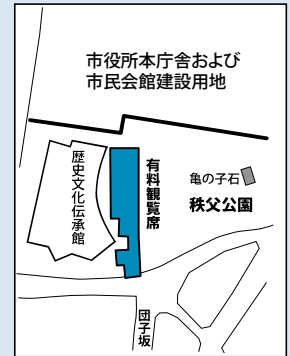 市役所本庁舎および
市民会館建設用地
歴史文化伝承館
有料観覧席
亀の子石
秩父公園
団子坂